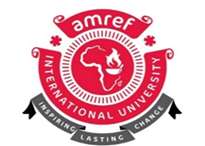 amref
INTERNATIONAL UNIVERSITY
INSPIRING
LASTING
CHANGE